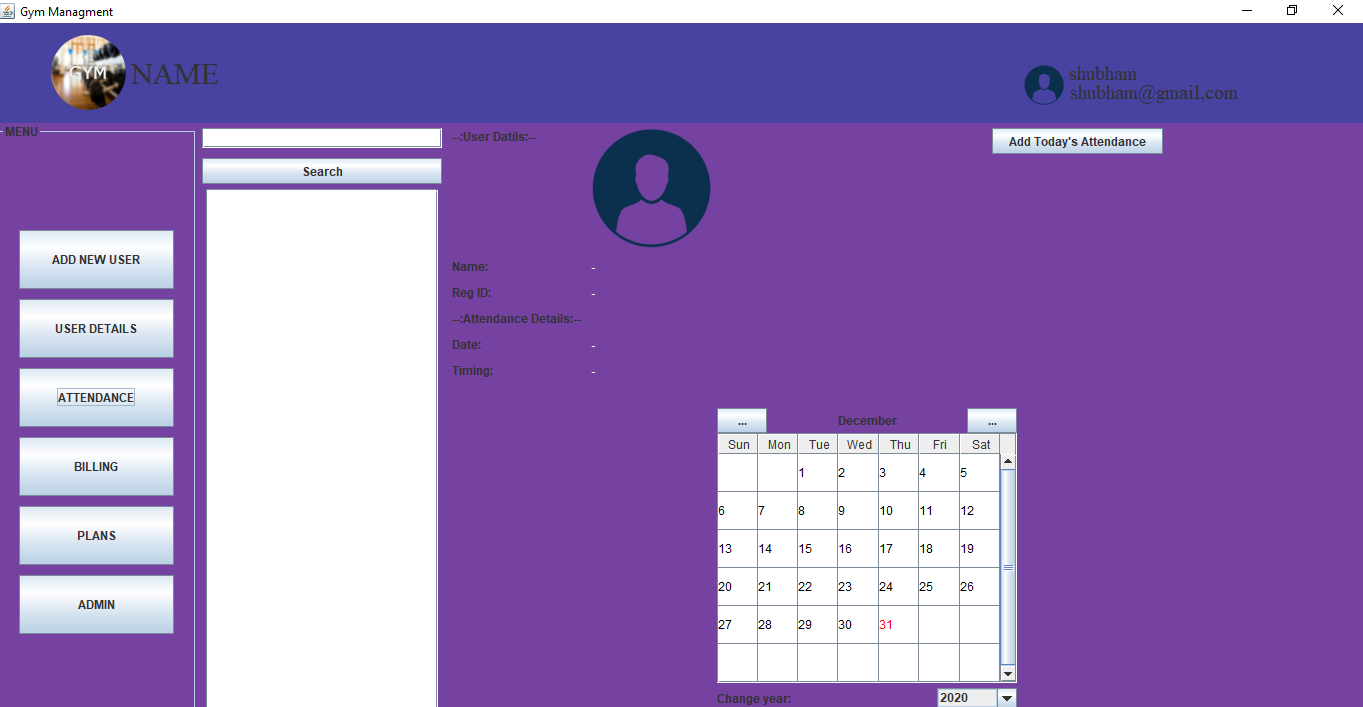 Gym Managment
GYM
NAME
shubham
shubham@gmail.com
MENU
ADD NEW USER
USER DETAILS
ATTENDANCE
BILLING
PLANS
ADMIN
Search
--:User Datils:--
Add Today's Attendance
Name: -
Reg ID: -
--:Attendance Details:--
Date: -
Timing: -
... December ...
Sun Mon Tue Wed Thu Fri Sat
1 2 3 4 5
6 7 8 9 10 11 12
13 14 15 16 17 18 19
20 21 22 23 24 25 26
27 28 29 30 31
Change year: 2020